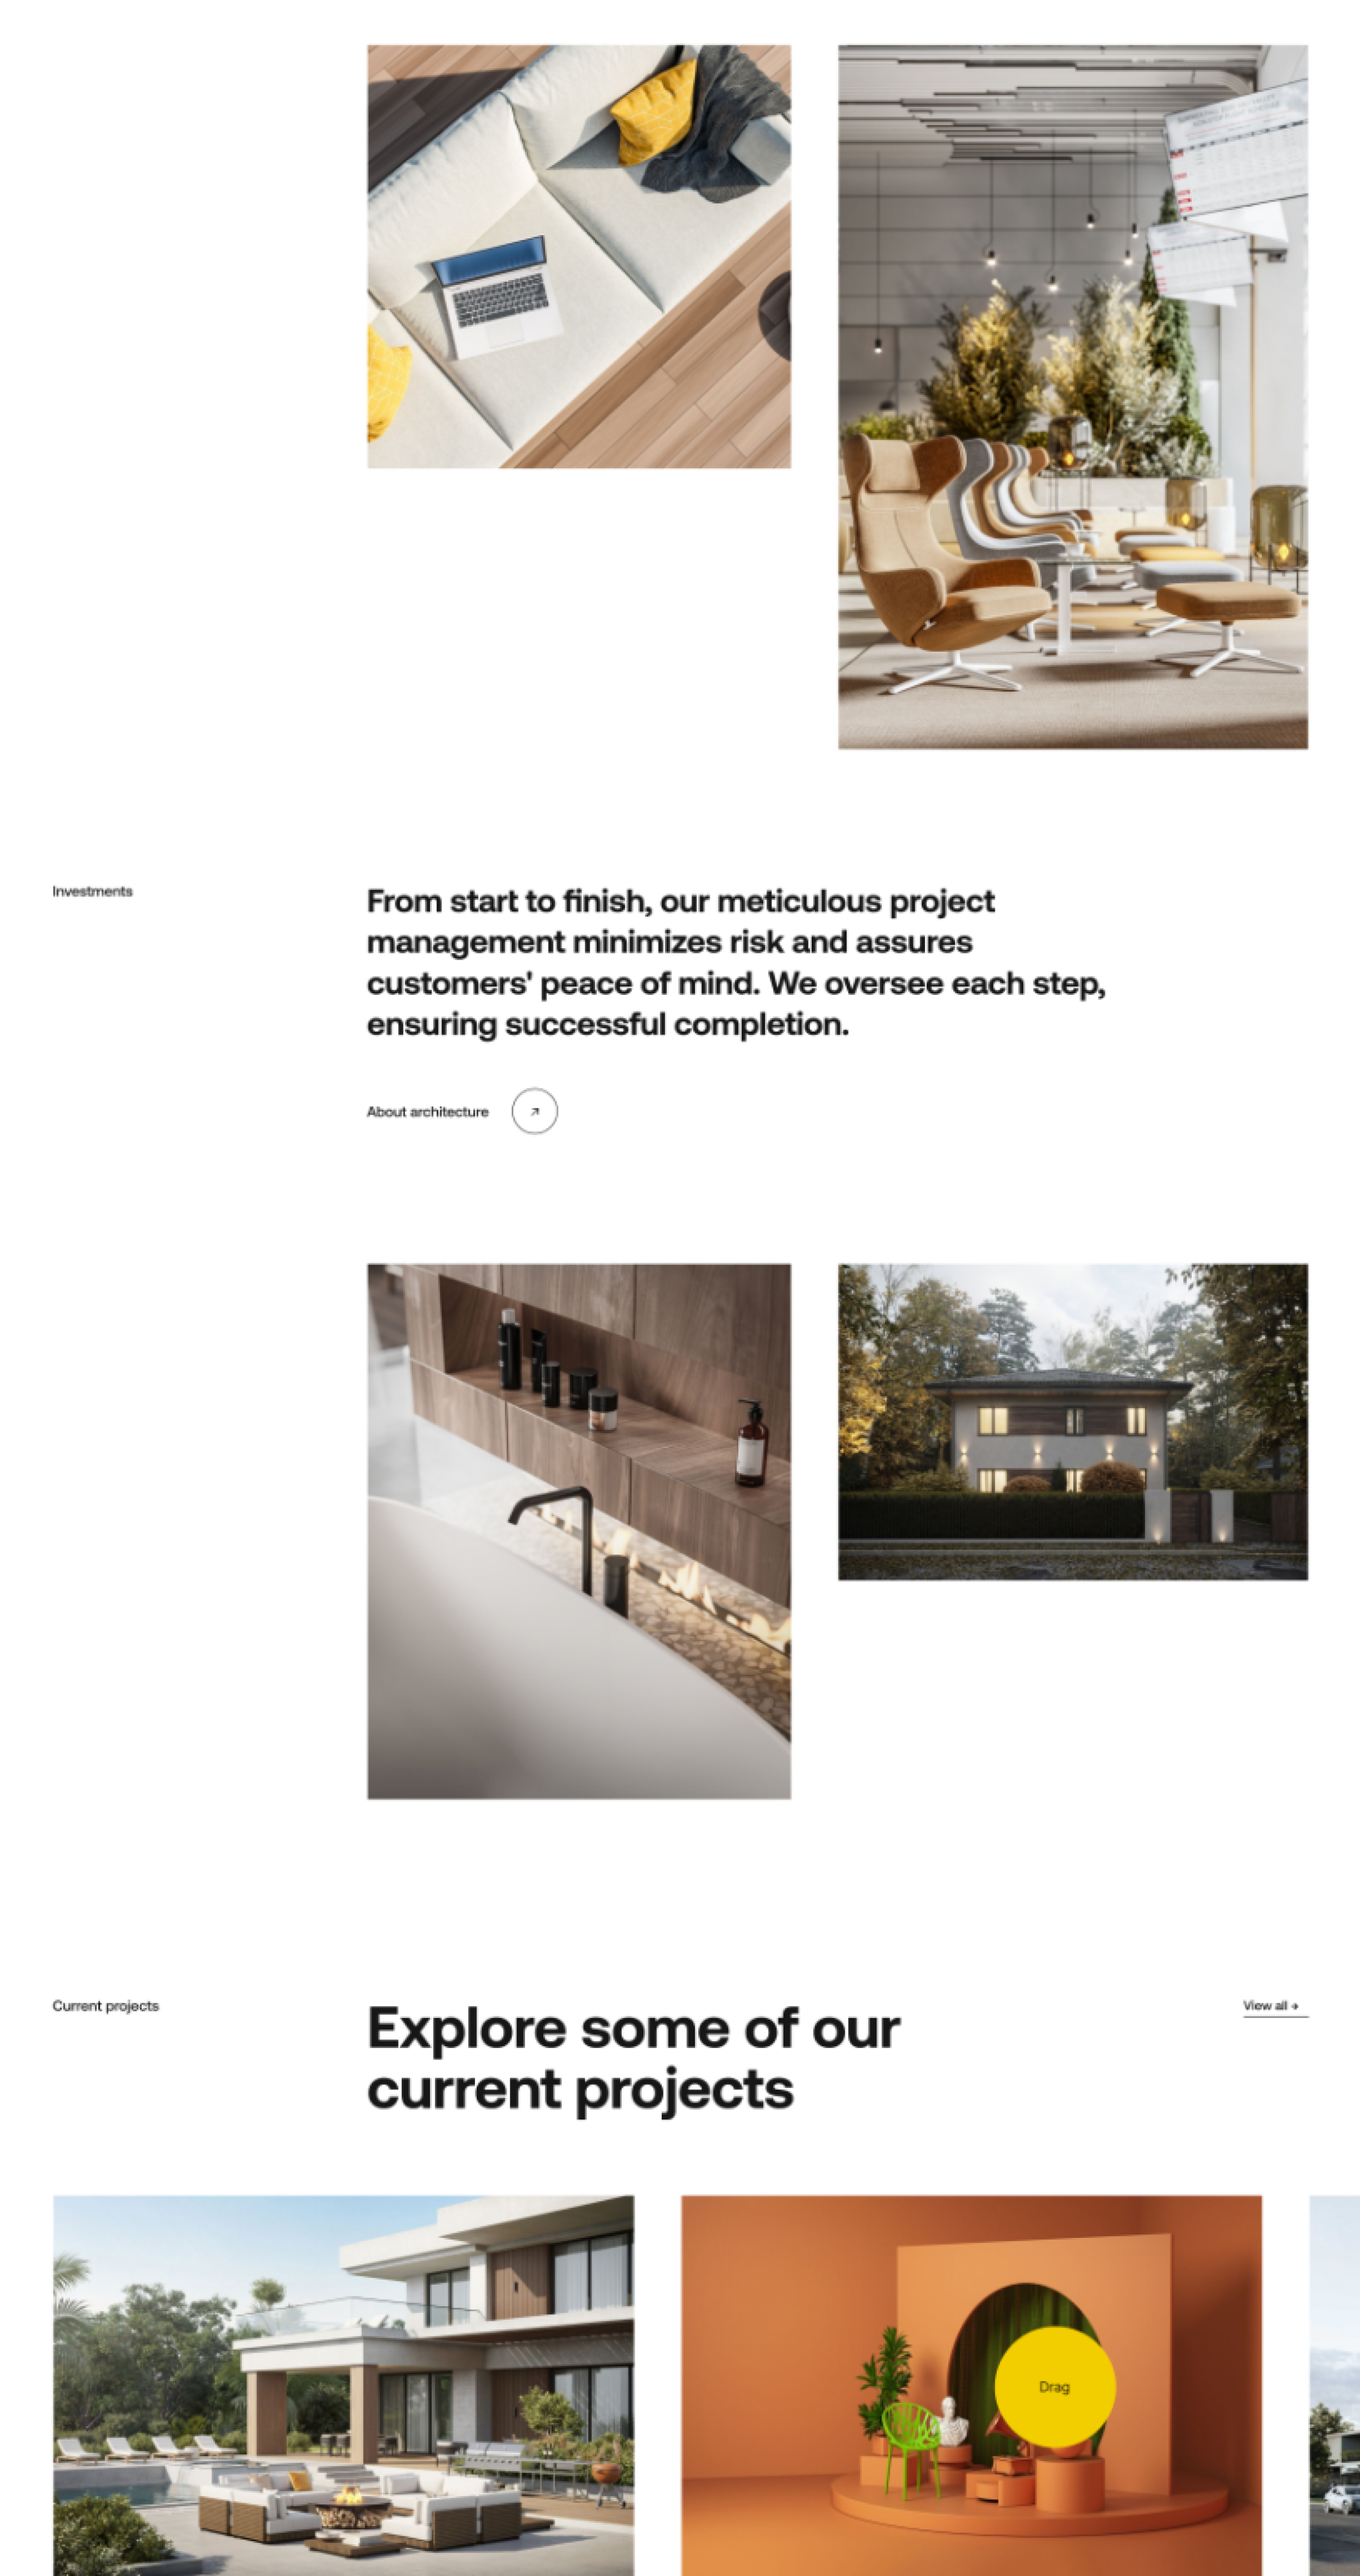 Investments
From start to finish, our meticulous project
management minimizes risk and assures
customers' peace of mind. We oversee each step,
ensuring successful completion.
About architecture
Current projects
Explore some of our
current projects
View all →
Drag